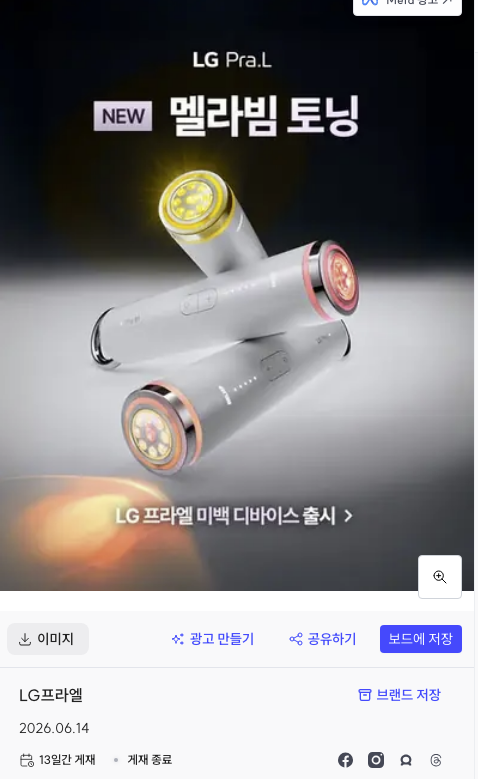 Meta 광고
LG Pra.L
NEW 멜라빔 토닝
LG 프라엘 미백 디바이스 출시
이미지
광고 만들기
공유하기
보드에 저장
LG프라엘
브랜드 저장
2026.06.14
13일간 게재
게재 종료